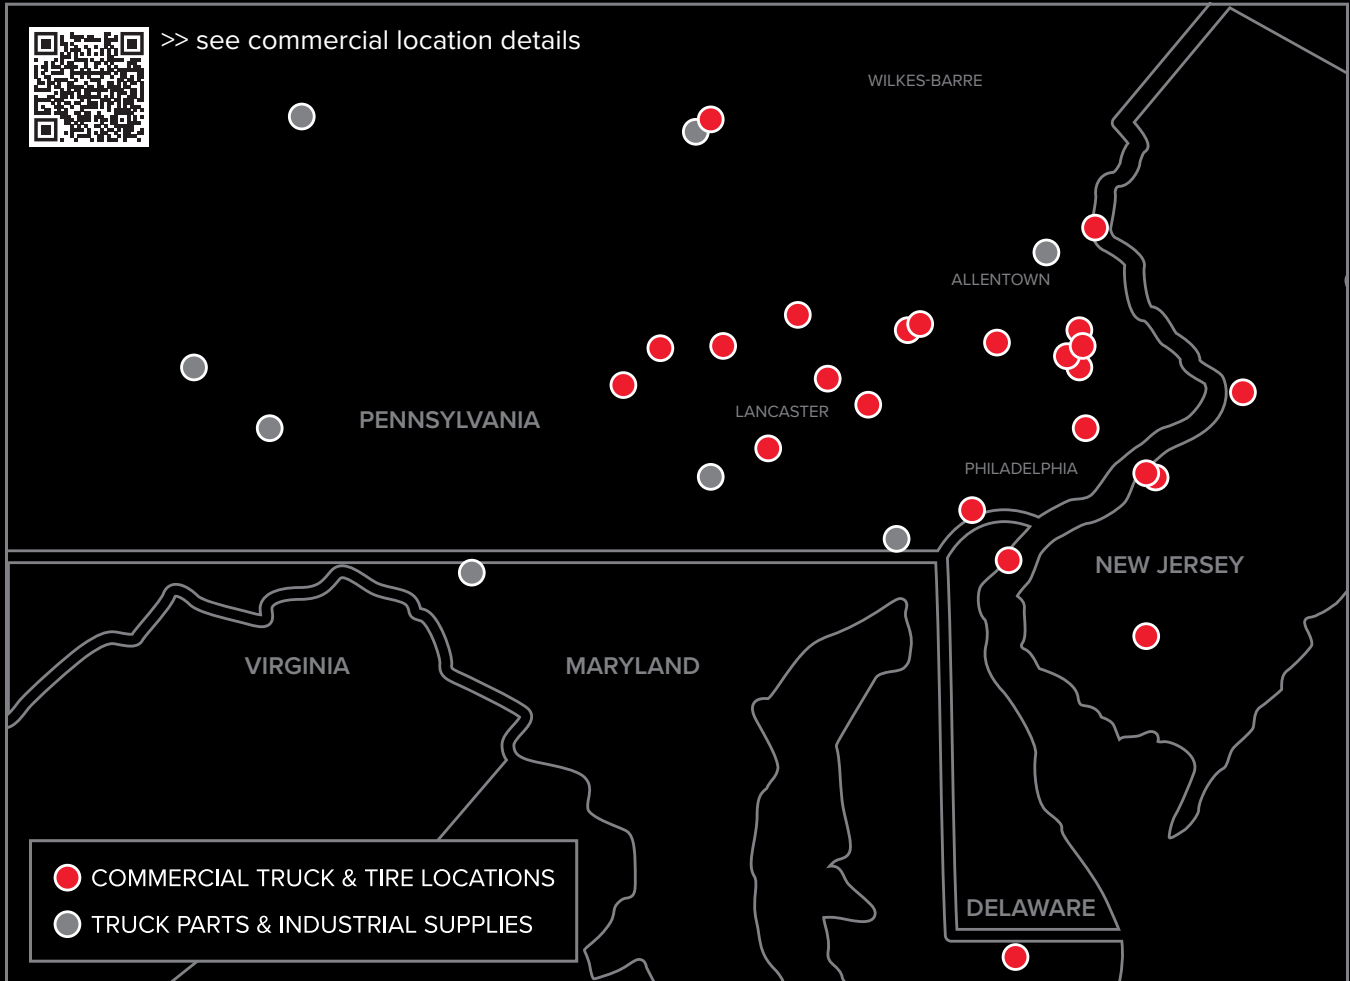 >> see commercial location details
WILKES-BARRE
ALLENTOWN
PENNSYLVANIA
LANCASTER
PHILADELPHIA
NEW JERSEY
VIRGINIA
MARYLAND
COMMERCIAL TRUCK & TIRE LOCATIONS
TRUCK PARTS & INDUSTRIAL SUPPLIES
DELAWARE